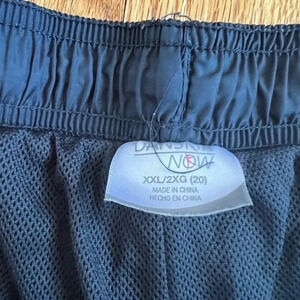 DANSKIN
NOW
XXL/2XG (20)
MADE IN CHINA
HECHO EN CHINA